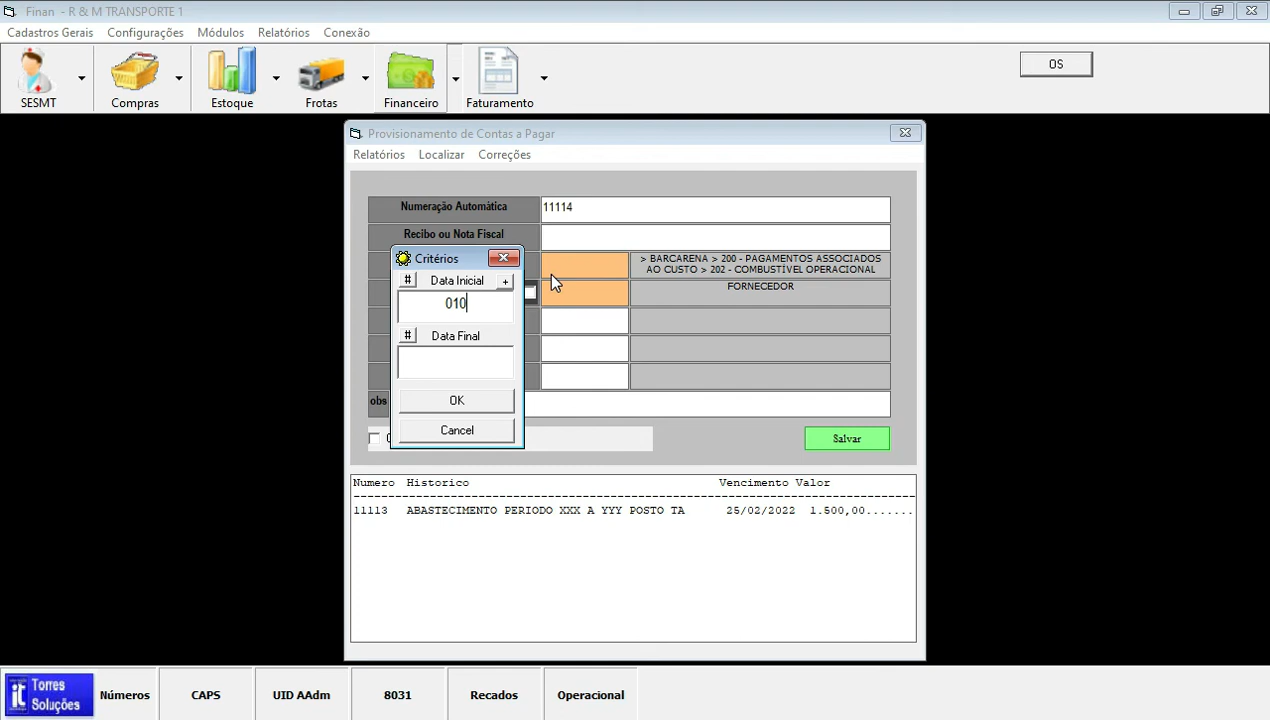 Finan - R & M TRANSPORTE 1
Cadastros Gerais Configurações Módulos Relatórios Conexão
SESMT Compras Estoque Frotas Financeiro Faturamento
OS
Provisionamento de Contas a Pagar
Relatórios Localizar Correções
Numeração Automática 11114
Recibo ou Nota Fiscal
> BARCARENA > 200 - PAGAMENTOS ASSOCIADOS
AO CUSTO > 202 - COMBUSTÍVEL OPERACIONAL
FORNECEDOR
Critérios
# Data Inicial +
010
# Data Final
OK
Cancel
obs
Salvar
Numero Historico Vencimento Valor
11113 ABASTECIMENTO PERIODO XXX A YYY POSTO TA 25/02/2022 1.500,00.......
it Torres
Soluções
Números CAPS UID AAdm 8031 Recados Operacional